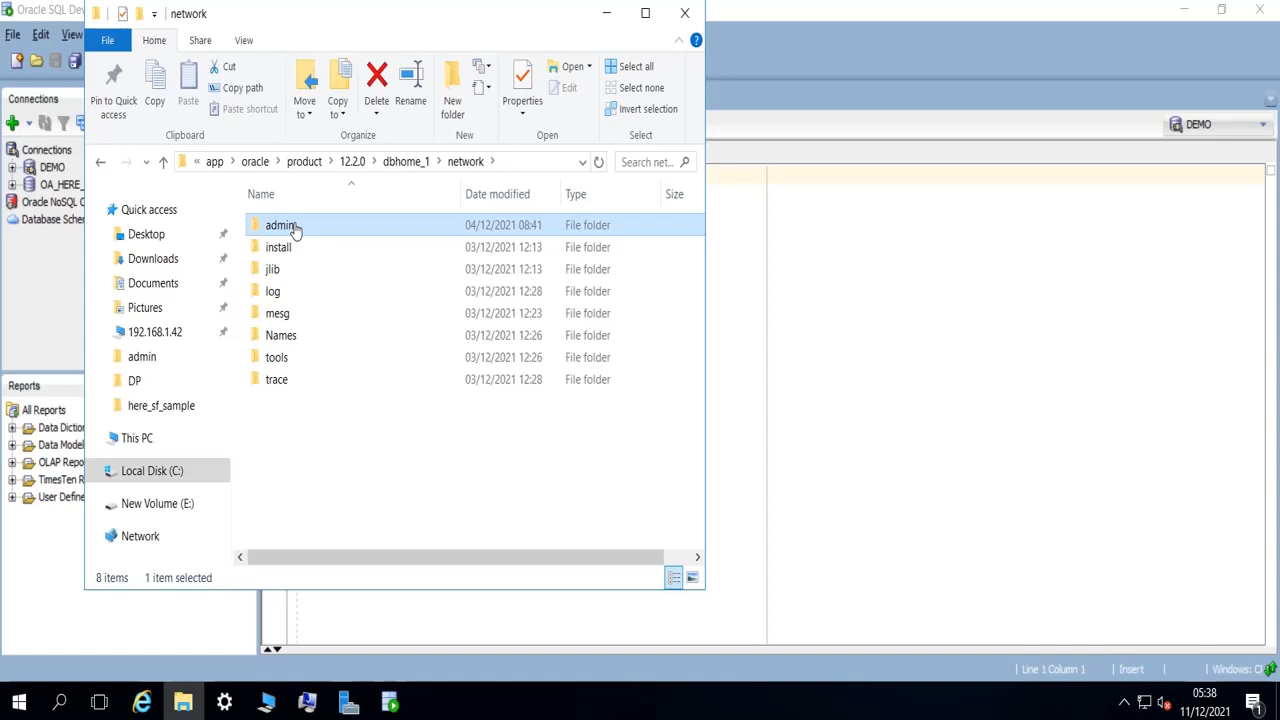 Oracle SQL Dev
network
File
Edit
View
File
Home
Share
View
Pin to Quick access
Copy
Paste
Cut
Copy path
Paste shortcut
Clipboard
Move to
Copy to
Delete
Rename
Organize
New folder
New
Properties
Open
Edit
Open
Select all
Select none
Invert selection
Select
« app > oracle > product > 12.2.0 > dbhome_1 > network >
Search net...
Connections
Connections
DEMO
OA_HERE_
Oracle NoSQL C
Database Schem
DEMO
Name
Date modified
Type
Size
Quick access
Desktop
Downloads
Documents
Pictures
192.168.1.42
admin
DP
here_sf_sample
This PC
Local Disk (C:)
New Volume (E:)
Network
admin 04/12/2021 08:41 File folder
install 03/12/2021 12:13 File folder
jlib 03/12/2021 12:13 File folder
log 03/12/2021 12:28 File folder
mesg 03/12/2021 12:23 File folder
Names 03/12/2021 12:26 File folder
tools 03/12/2021 12:26 File folder
trace 03/12/2021 12:28 File folder
8 items 1 item selected
Reports
All Reports
Data Diction
Data Model
OLAP Repo
TimesTen R
User Define
Line 1 Column 1
Insert
Windows:
05:38
11/12/2021
1